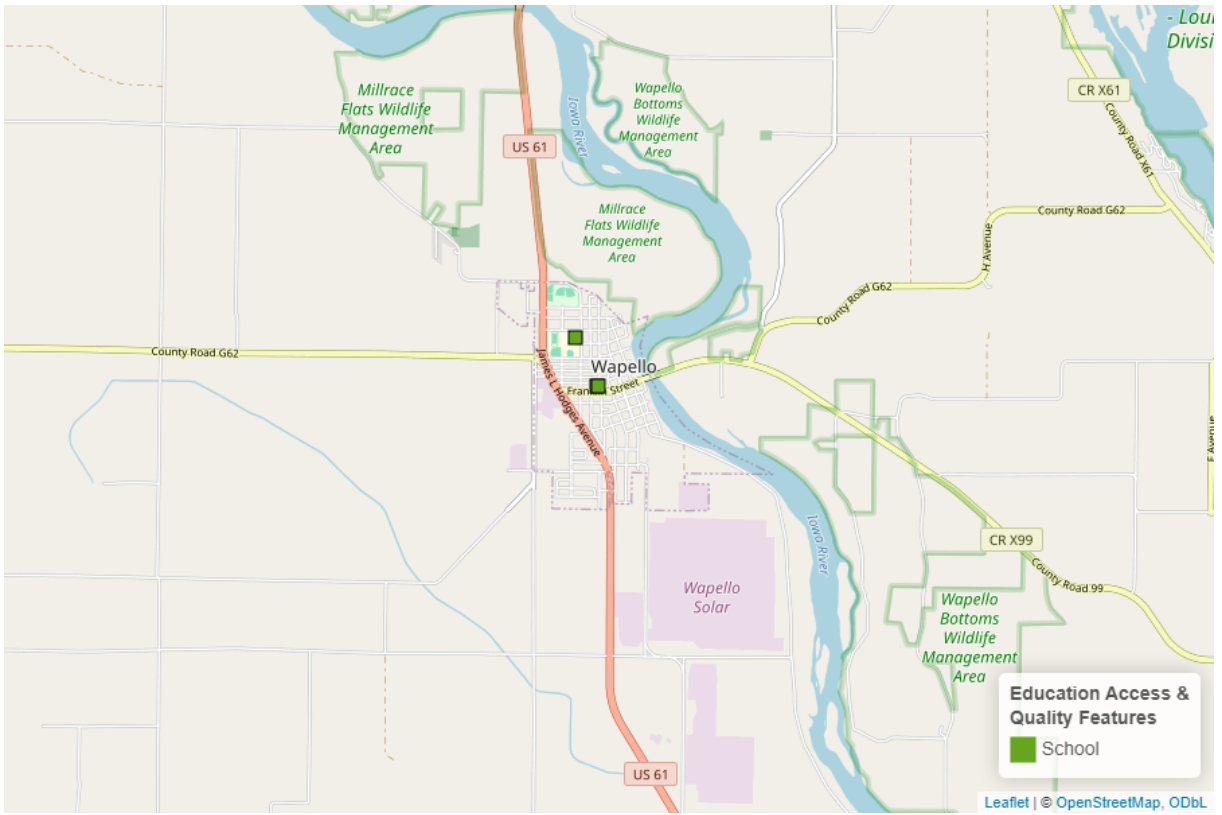 - Loui
Divisi
CR X61
County Road X61
Millrace
Flats Wildlife
Management
Area
Wapello
Bottoms
Wildlife
Management
Area
Iowa River
US 61
Millrace
Flats Wildlife
Management
Area
County Road G62
H Avenue
County Road G62
County Road G62
James L Hodges Avenue
Wapello
Street
F Avenue
Iowa River
CR X99
County Road 99
Wapello
Solar
Wapello
Bottoms
Wildlife
Management
Area
US 61
Education Access &
Quality Features
School
Leaflet | © OpenStreetMap, ODbL